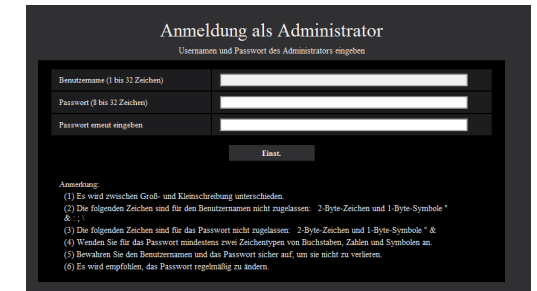 Anmeldung als Administrator
Usernamen und Passwort des Administrators eingeben
Benutzername (1 bis 32 Zeichen)
Passwort (8 bis 32 Zeichen)
Passwort erneut eingeben
Einst.
Anmerkung:
(1) Es wird zwischen Groß- und Kleinschreibung unterschieden.
(2) Die folgenden Zeichen sind für den Benutzernamen nicht zugelassen: 2-Byte-Zeichen und 1-Byte-Symbole "
& : ; \
(3) Die folgenden Zeichen sind für das Passwort nicht zugelassen: 2-Byte-Zeichen und 1-Byte-Symbole " &
(4) Wenden Sie für das Passwort mindestens zwei Zeichentypen von Buchstaben, Zahlen und Symbolen an.
(5) Bewahren Sie den Benutzernamen und das Passwort sicher auf, um sie nicht zu verlieren.
(6) Es wird empfohlen, das Passwort regelmäßig zu ändern.